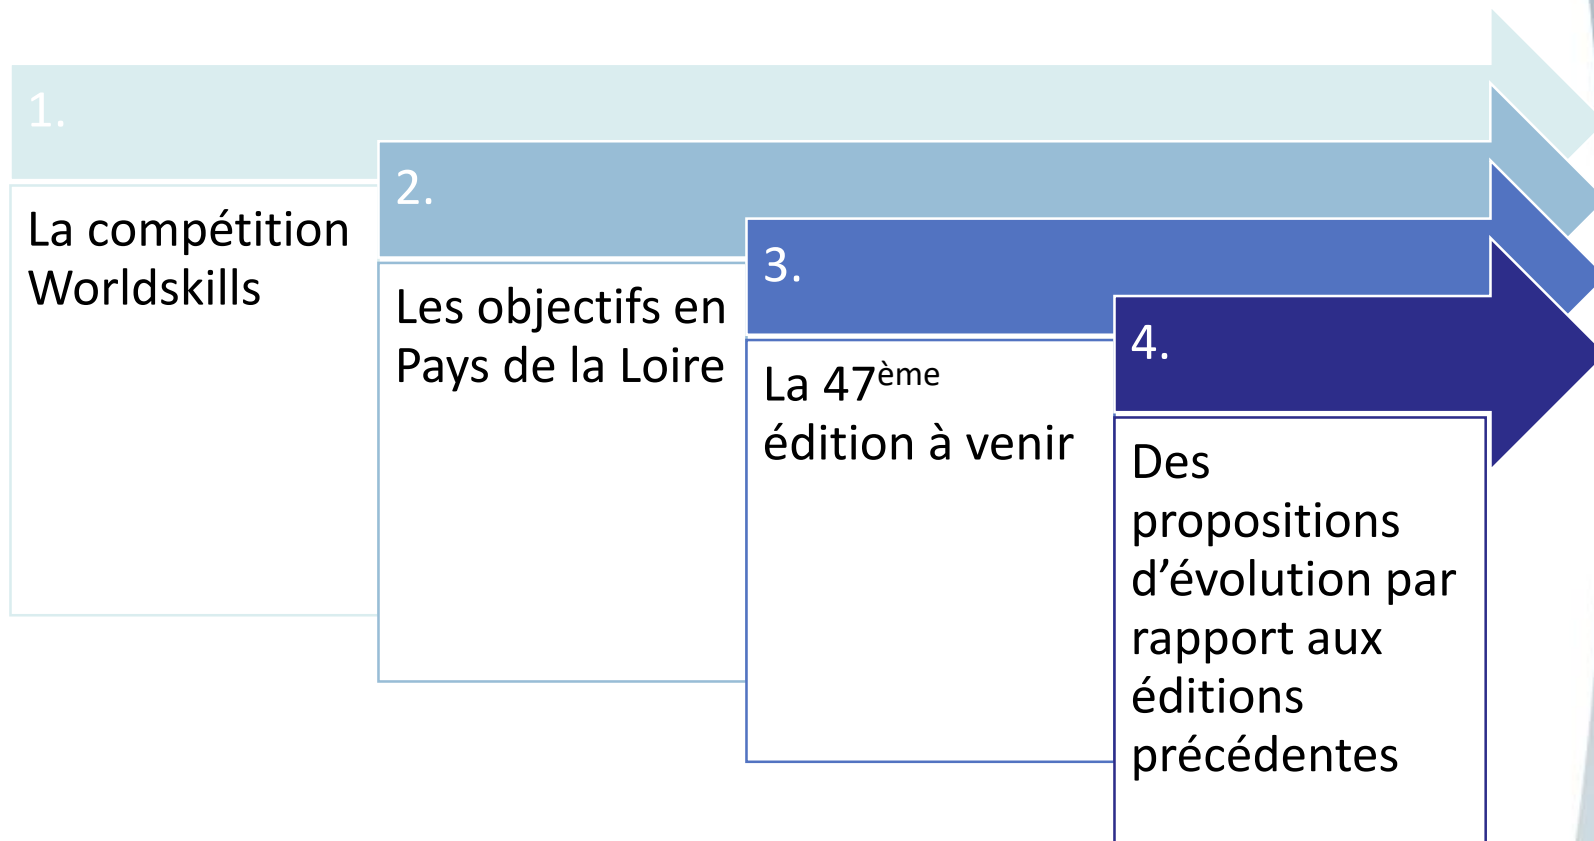 1.
La compétition
Worldskills
2.
Les objectifs en
Pays de la Loire
3.
La 47ème
édition à venir
4.
Des
propositions
d’évolution par
rapport aux
éditions
précédentes